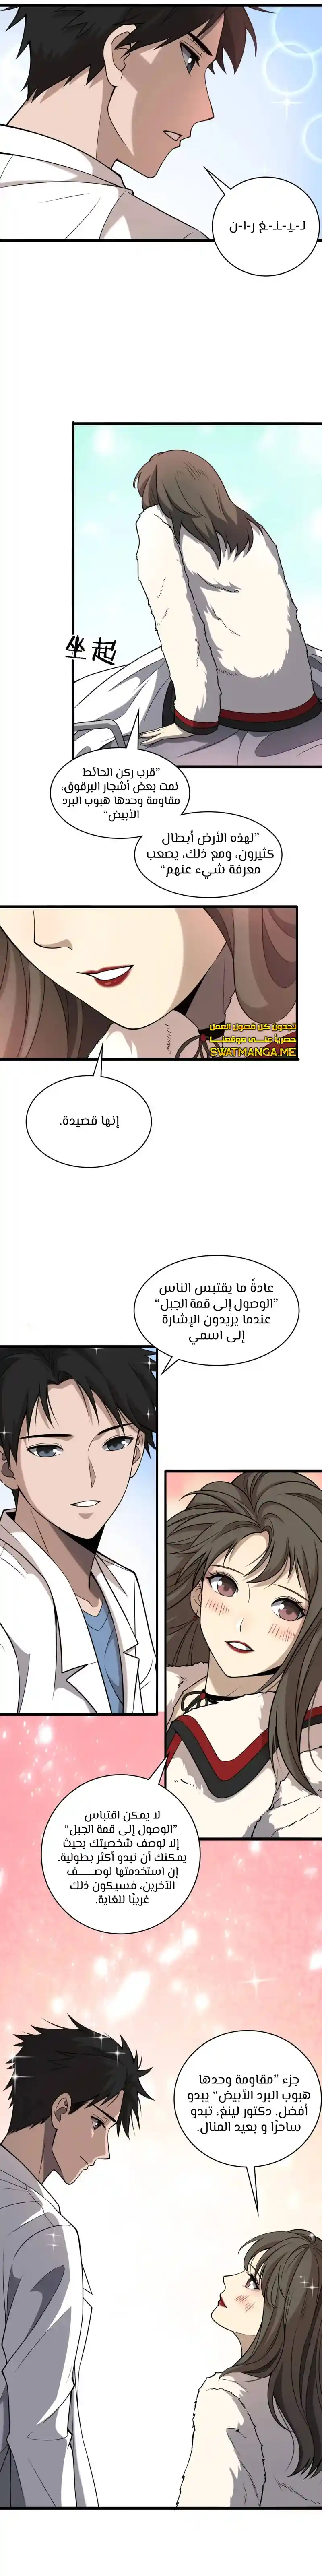 لـ-يـ-نـ-غ ر-ا-ن
坐起
"قرب ركن الحائط
نمت بعض أشجار البرقوق،
مقاومة وحدها هبوب البرد
الأبيض"
"لهذه الأرض أبطال
كثيرون، ومع ذلك، يصعب
معرفة شيء عنهم"
تجدون كل فصول العمل
حصريا على موقعنا
SWATMANGA.ME
إنها قصيدة.
عادةً ما يقتبس الناس
"الوصول إلى قمة الجبل"
عندما يريدون الإشارة
إلى اسمي
لا يمكن اقتباس
"الوصول إلى قمة الجبل"
إلا لوصف شخصيتك بحيث
يمكنك أن تبدو أكثر بطولية.
إن استخدمتها لوصف
الآخرين، فسيكون ذلك
غريبًا للغاية.
جزء "مقاومة وحدها
هبوب البرد الأبيض" يبدو
أفضل. دكتور لينغ، تبدو
ساحرًا و بعيد المنال.